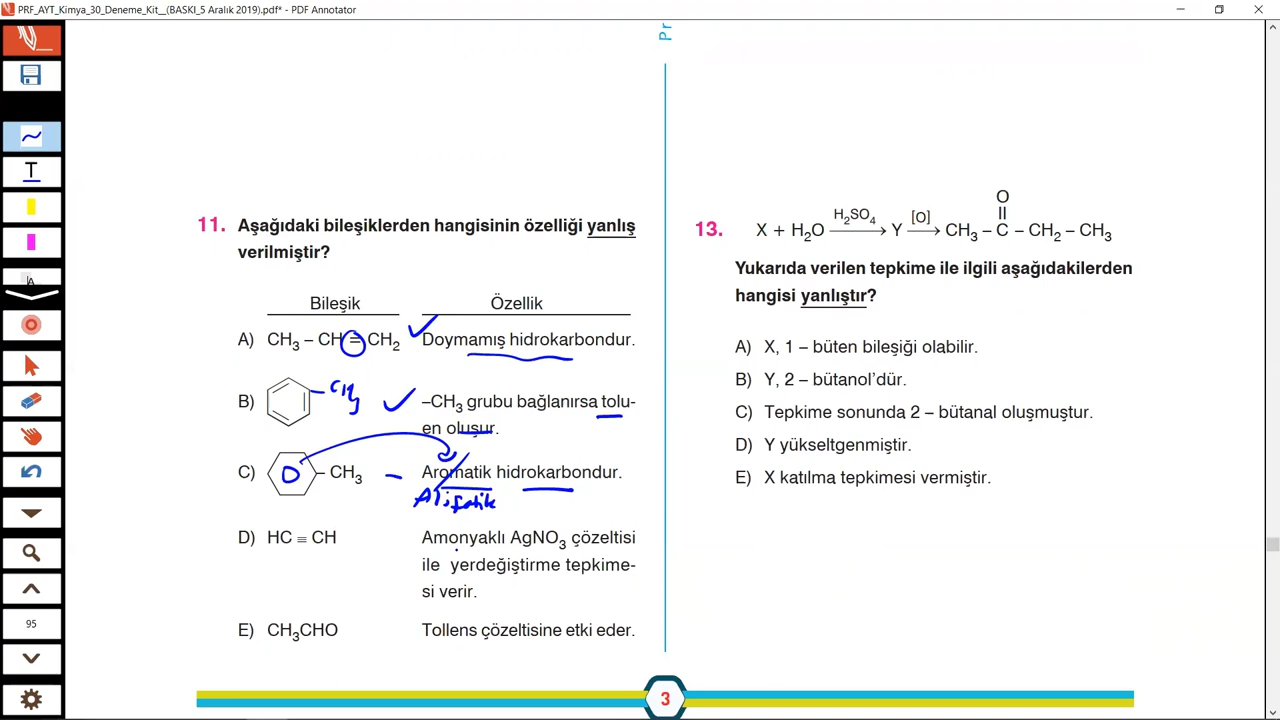 PRF_AYT_Kimya_30_Deneme_Kit__(BASKI_5 Aralık 2019).pdf* - PDF Annotator
T
A
95
Pr
11. Aşağıdaki bileşiklerden hangisinin özelliği yanlış
verilmiştir?
Bileşik Özellik
A) CH₃ – CH = CH₂ Doymamış hidrokarbondur.
B) CH₃ –CH₃ grubu bağlanırsa tolu-
en oluşur.
C) CH₃ Aromatik hidrokarbondur.
Alifatik
D) HC ≡ CH Amonyaklı AgNO₃ çözeltisi
ile yerdeğiştirme tepkime-
si verir.
E) CH₃CHO Tollens çözeltisine etki eder.
13. X + H₂O H₂SO₄ → Y [O] → CH₃ – C – CH₂ – CH₃
O
Yukarıda verilen tepkime ile ilgili aşağıdakilerden
hangisi yanlıştır?
A) X, 1 – büten bileşiği olabilir.
B) Y, 2 – bütanol’dür.
C) Tepkime sonunda 2 – bütanal oluşmuştur.
D) Y yükseltgenmiştir.
E) X katılma tepkimesi vermiştir.
3